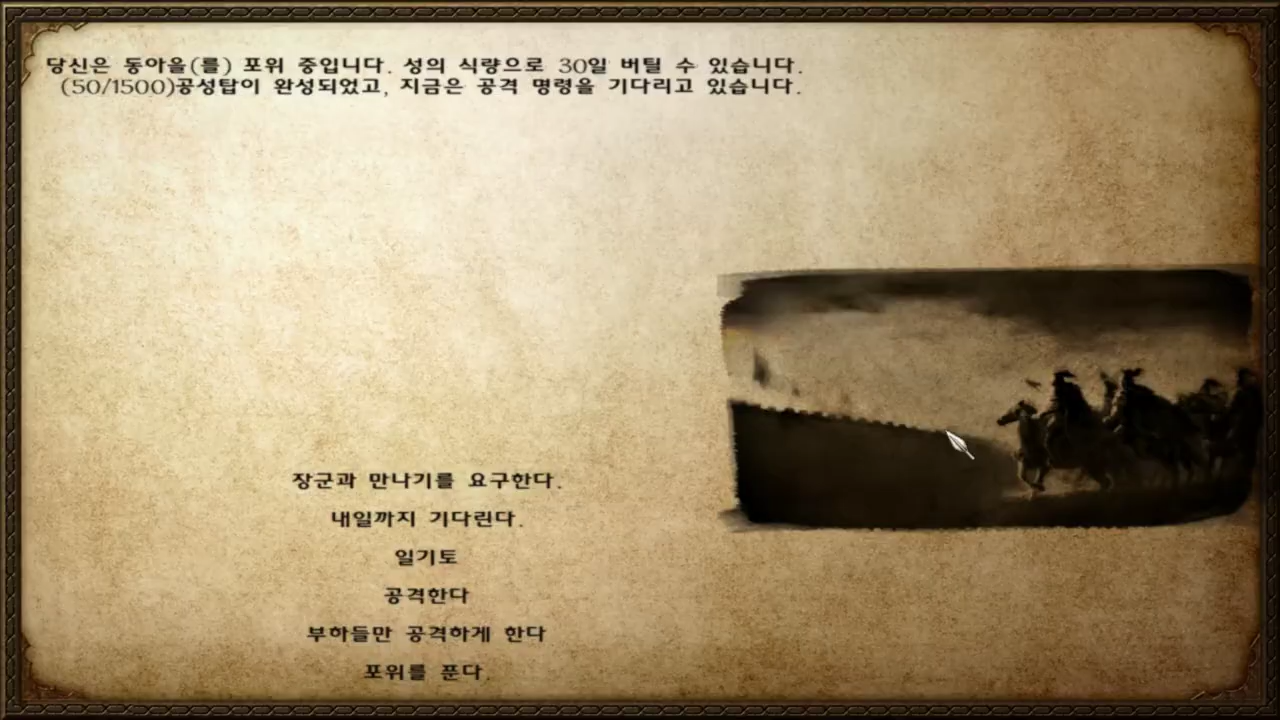 당신은 동아을(를) 포위 중입니다. 성의 식량으로 30일 버틸 수 있습니다.
(50/1500)공성탑이 완성되었고, 지금은 공격 명령을 기다리고 있습니다.
장군과 만나기를 요구한다.
내일까지 기다린다.
일기토
공격한다
부하들만 공격하게 한다
포위를 푼다.